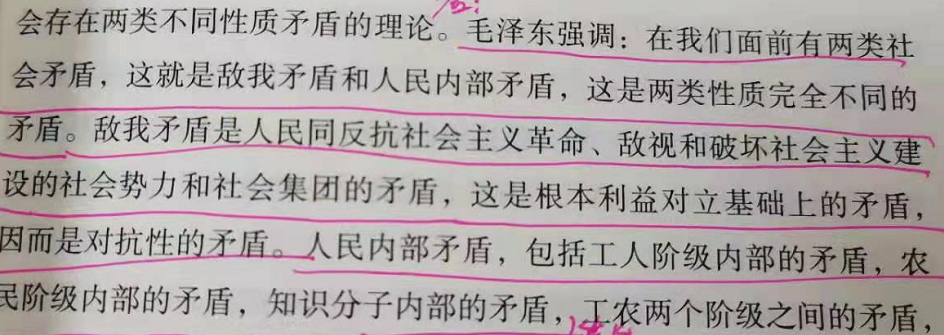 会存在两类不同性质矛盾的理论。毛泽东强调：在我们面前有两类社
会矛盾，这就是敌我矛盾和人民内部矛盾，这是两类性质完全不同的
矛盾。敌我矛盾是人民同反抗社会主义革命、敌视和破坏社会主义建
设的社会势力和社会集团的矛盾，这是根本利益对立基础上的矛盾，
因而是对抗性的矛盾。人民内部矛盾，包括工人阶级内部的矛盾，农
民阶级内部的矛盾，知识分子内部的矛盾，工农两个阶级之间的矛盾，